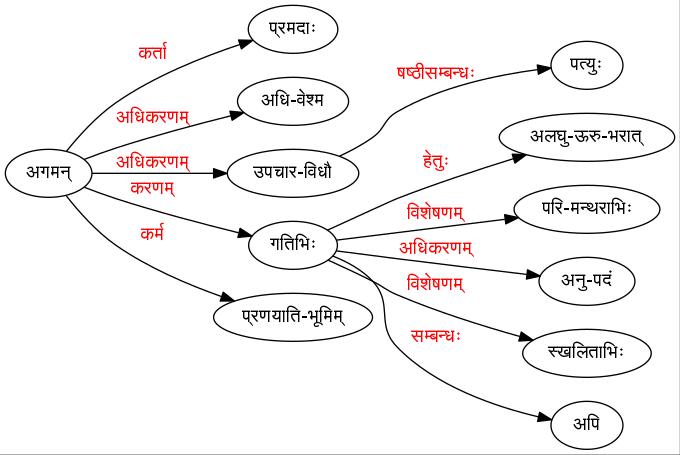 प्रमदाः
कर्ता
पत्युः
षष्ठीसम्बन्धः
अधि-वेश्म
अधिकरणम्
अलघु-ऊरु-भरात्
हेतुः
अगमन्
अधिकरणम्
उपचार-विधौ
करणम्
परि-मन्थराभिः
विशेषणम्
गतिभिः
अधिकरणम्
अनु-पदं
कर्म
विशेषणम्
प्रणयाति-भूमिम्
सम्बन्धः
स्खलिताभिः
अपि